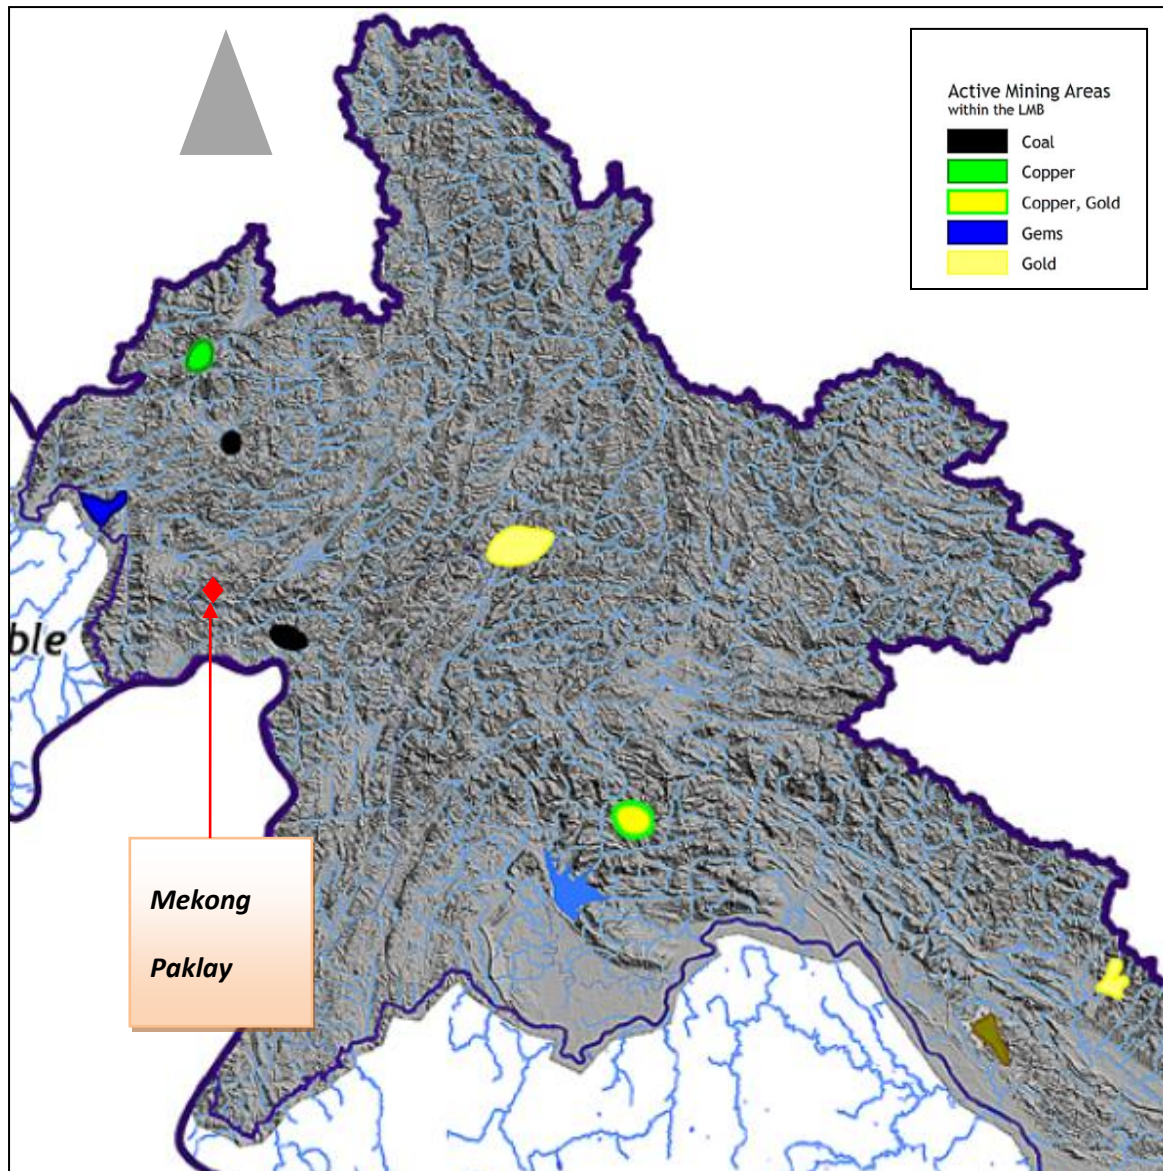 Active Mining Areas
within the LMB
Coal
Copper
Copper, Gold
Gems
Gold
ble
Mekong
Paklay